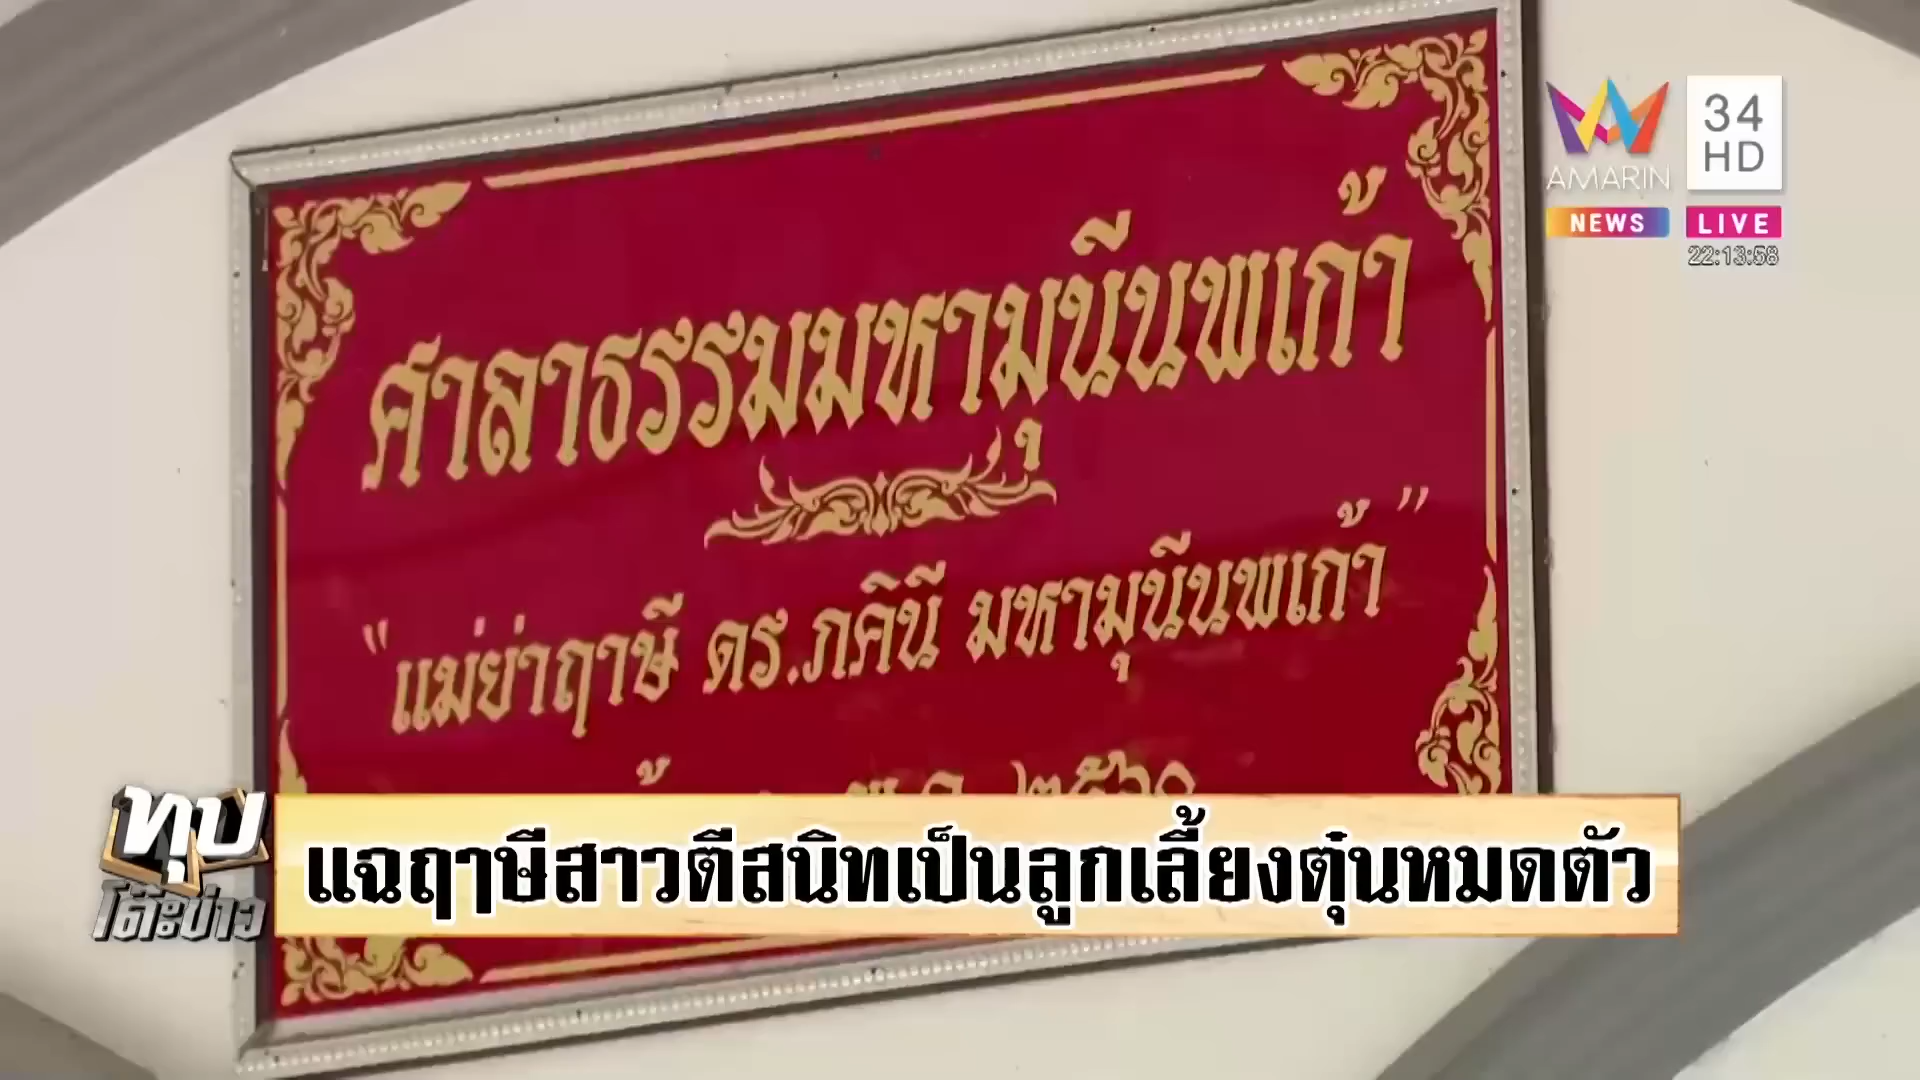 ศาลาธรรมมหามุนีนพเก้า
"แม่ย่าฤาษี ดร.ภคินี มหามุนีนพเก้า"
AMARIN
34
HD
NEWS
LIVE
22:13:58
ทุบ
โต๊ะข่าว
แฉฤๅษีสาวตีสนิทเป็นลูกเลี้ยงตุ๋นหมดตัว